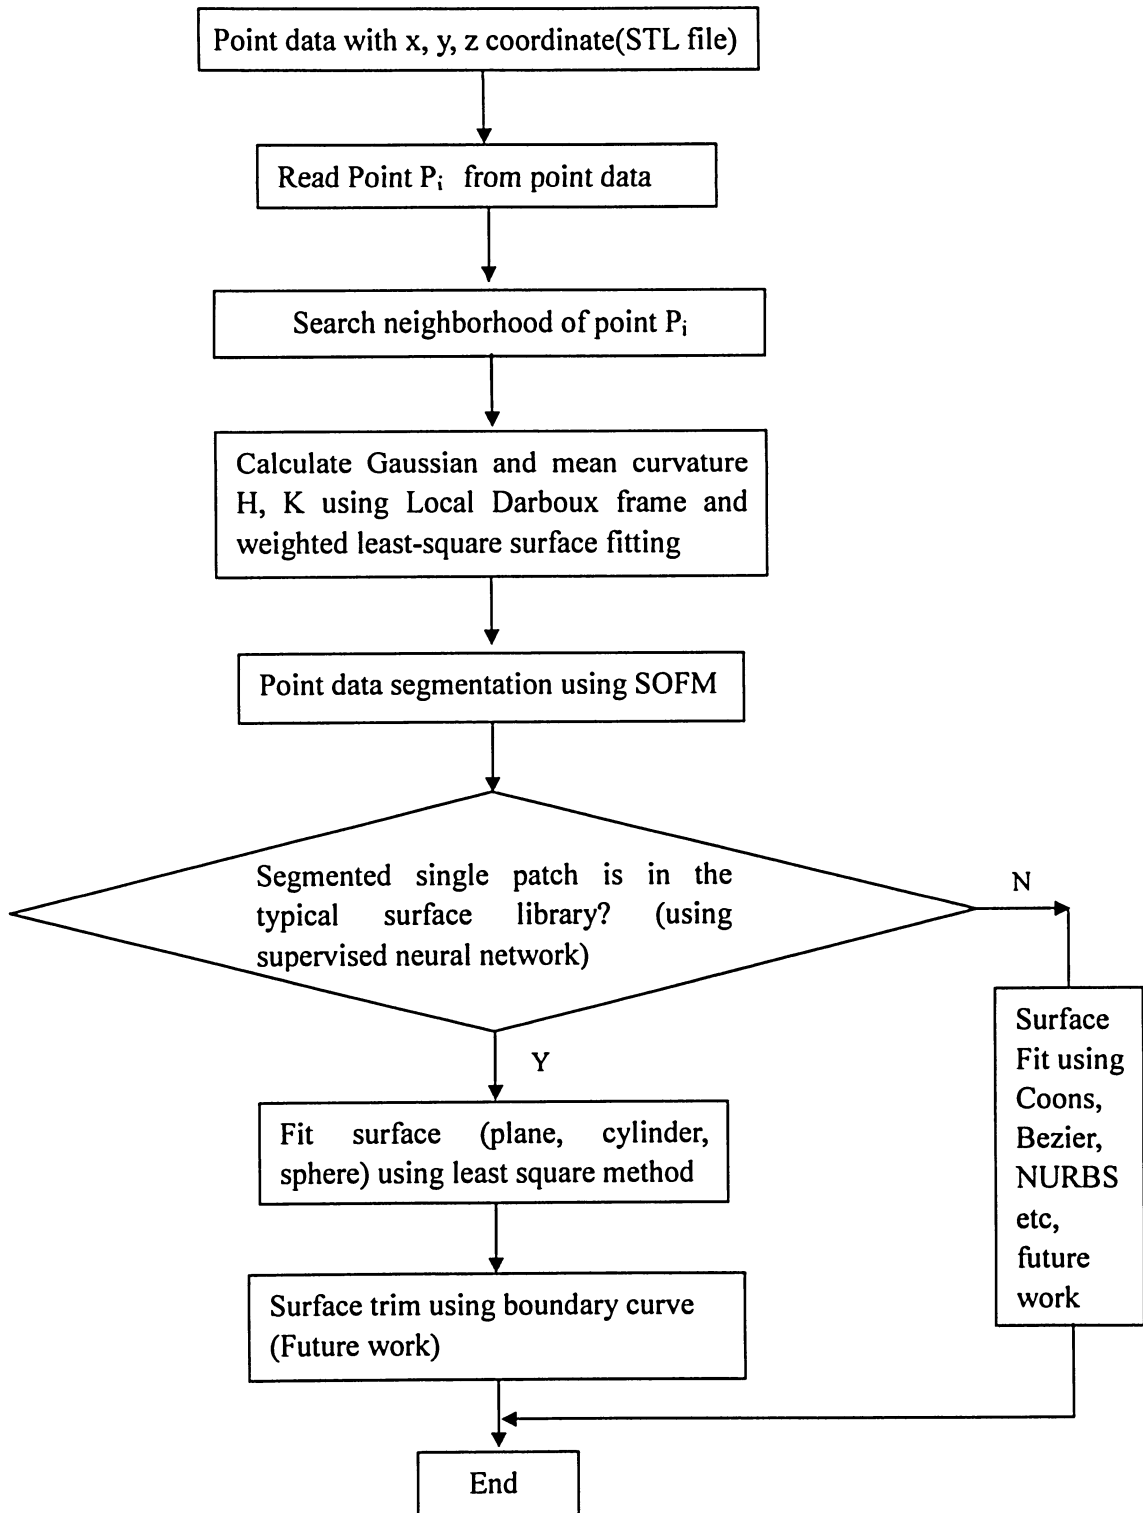 Point data with x, y, z coordinate(STL file)
Read Point Pi from point data
Search neighborhood of point Pi
Calculate Gaussian and mean curvature
H, K using Local Darboux frame and
weighted least-square surface fitting
Point data segmentation using SOFM
Segmented single patch is in the
typical surface library? (using
supervised neural network)
N
Y
Surface
Fit using
Coons,
Bezier,
NURBS
etc,
future
work
Fit surface (plane, cylinder,
sphere) using least square method
Surface trim using boundary curve
(Future work)
End